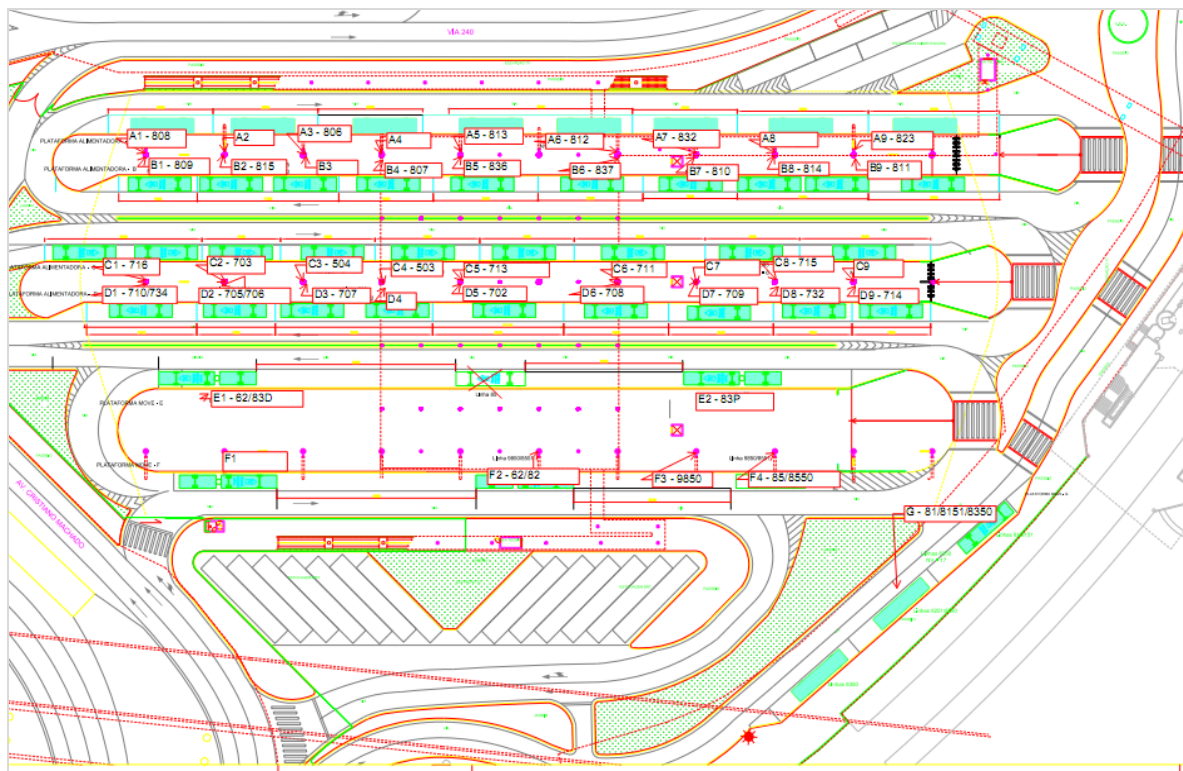 VIA 240
A1 - 808
A2
A3 - 806
A4
A5 - 813
A6 - 812
A7 - 832
A8
A9 - 823
PLATAFORMA ALIMENTADORA
B1 - 809
B2 - 815
B3
B4 - 807
B5 - 836
B6 - 837
B7 - 810
B8 - 814
B9 - 811
PLATAFORMA ALIMENTADORA - B
C1 - 716
C2 - 703
C3 - 504
C4 - 503
C5 - 713
C6 - 711
C7
C8 - 715
C9
D1 - 710/734
D2 - 705/706
D3 - 707
D4
D5 - 702
D6 - 708
D7 - 709
D8 - 732
D9 - 714
E1 - 62/83D
E2 - 83P
PLATAFORMA MOVE - E
F1
F2 - 62/82
F3 - 9850
F4 - 85/8550
PLATAFORMA MOVE - F
G - 81/8151/8350
AV. CRISTIANO MACHADO